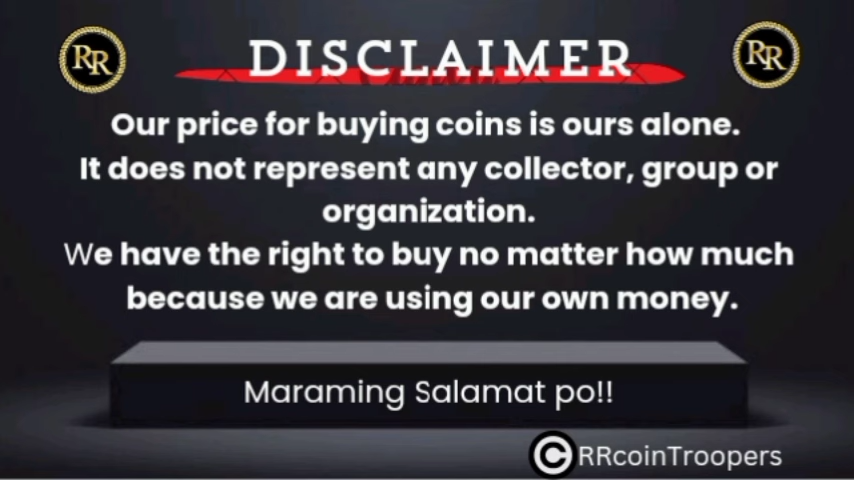 RR
DISCLAIMER
RR
Our price for buying coins is ours alone.
It does not represent any collector, group or
organization.
We have the right to buy no matter how much
because we are using our own money.
Maraming Salamat po!!
©RRcoinTroopers